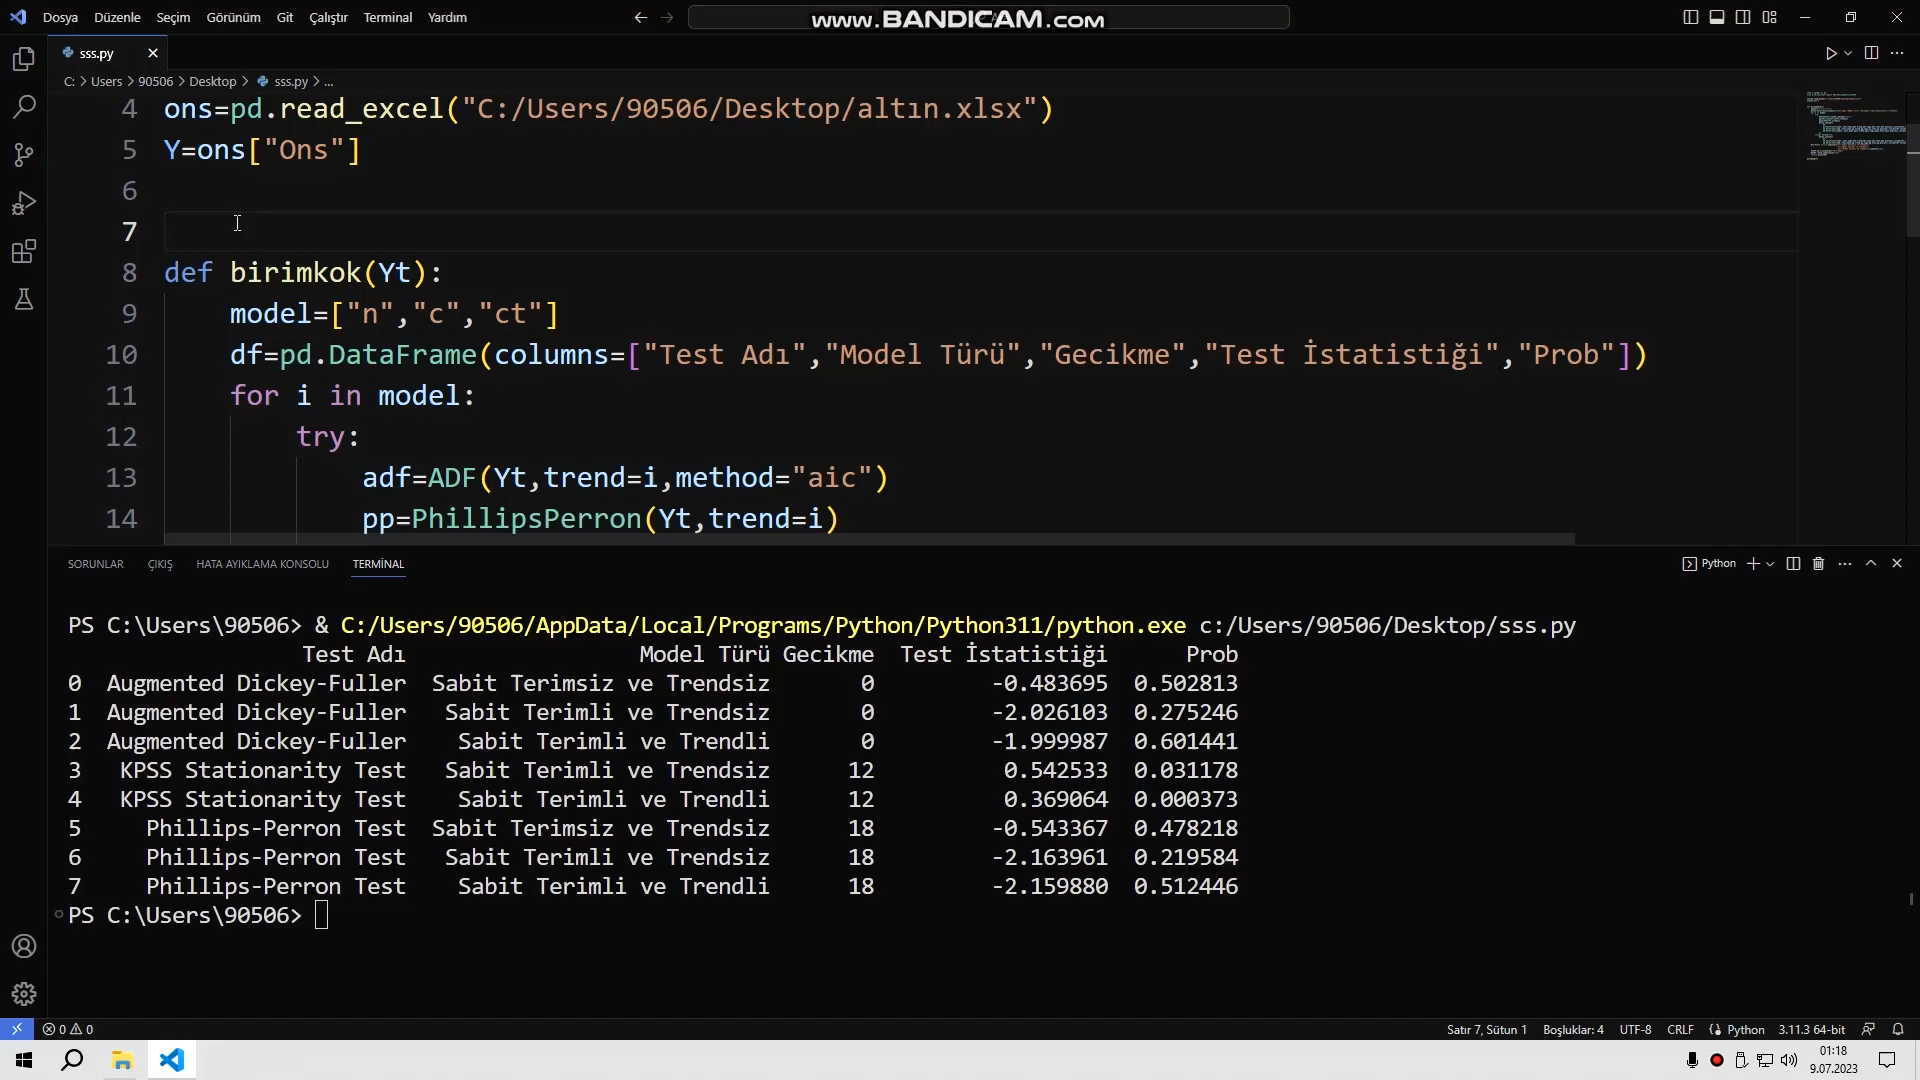 Dosya Düzenle Seçim Görünüm Git Çalıştır Terminal Yardım
www.BANDICAM.com
sss.py
C: > Users > 90506 > Desktop > sss.py > ...
4 ons=pd.read_excel("C:/Users/90506/Desktop/altın.xlsx")
5 Y=ons["Ons"]
6
7
8 def birimkok(Yt):
9 model=["n","c","ct"]
10 df=pd.DataFrame(columns=["Test Adı","Model Türü","Gecikme","Test İstatistiği","Prob"])
11 for i in model:
12 try:
13 adf=ADF(Yt,trend=i,method="aic")
14 pp=PhillipsPerron(Yt,trend=i)
SORUNLAR ÇIKIŞ HATA AYIKLAMA KONSOLU TERMİNAL
Python
PS C:\Users\90506> & C:/Users/90506/AppData/Local/Programs/Python/Python311/python.exe c:/Users/90506/Desktop/sss.py
Test Adı Model Türü Gecikme Test İstatistiği Prob
0 Augmented Dickey-Fuller Sabit Terimsiz ve Trendsiz 0 -0.483695 0.502813
1 Augmented Dickey-Fuller Sabit Terimli ve Trendsiz 0 -2.026103 0.275246
2 Augmented Dickey-Fuller Sabit Terimli ve Trendli 0 -1.999987 0.601441
3 KPSS Stationarity Test Sabit Terimli ve Trendsiz 12 0.542533 0.031178
4 KPSS Stationarity Test Sabit Terimli ve Trendli 12 0.369064 0.000373
5 Phillips-Perron Test Sabit Terimsiz ve Trendsiz 18 -0.543367 0.478218
6 Phillips-Perron Test Sabit Terimli ve Trendsiz 18 -2.163961 0.219584
7 Phillips-Perron Test Sabit Terimli ve Trendli 18 -2.159880 0.512446
PS C:\Users\90506>
0 0 Satır 7, Sütun 1 Boşluklar: 4 UTF-8 CRLF Python 3.11.3 64-bit
01:18
9.07.2023